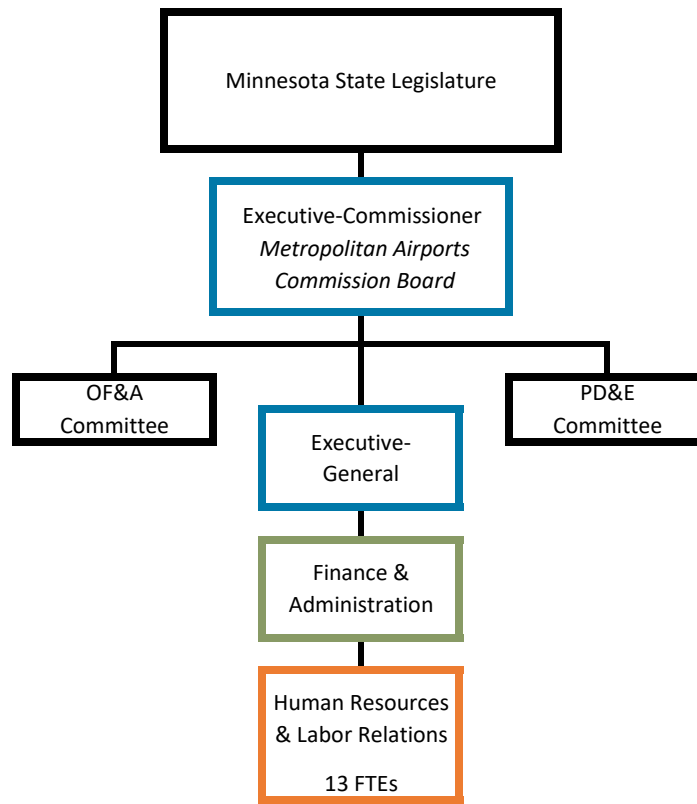 Minnesota State Legislature
Executive-Commissioner
Metropolitan Airports
Commission Board
OF&A
Committee
PD&E
Committee
Executive-
General
Finance &
Administration
Human Resources
& Labor Relations
13 FTEs